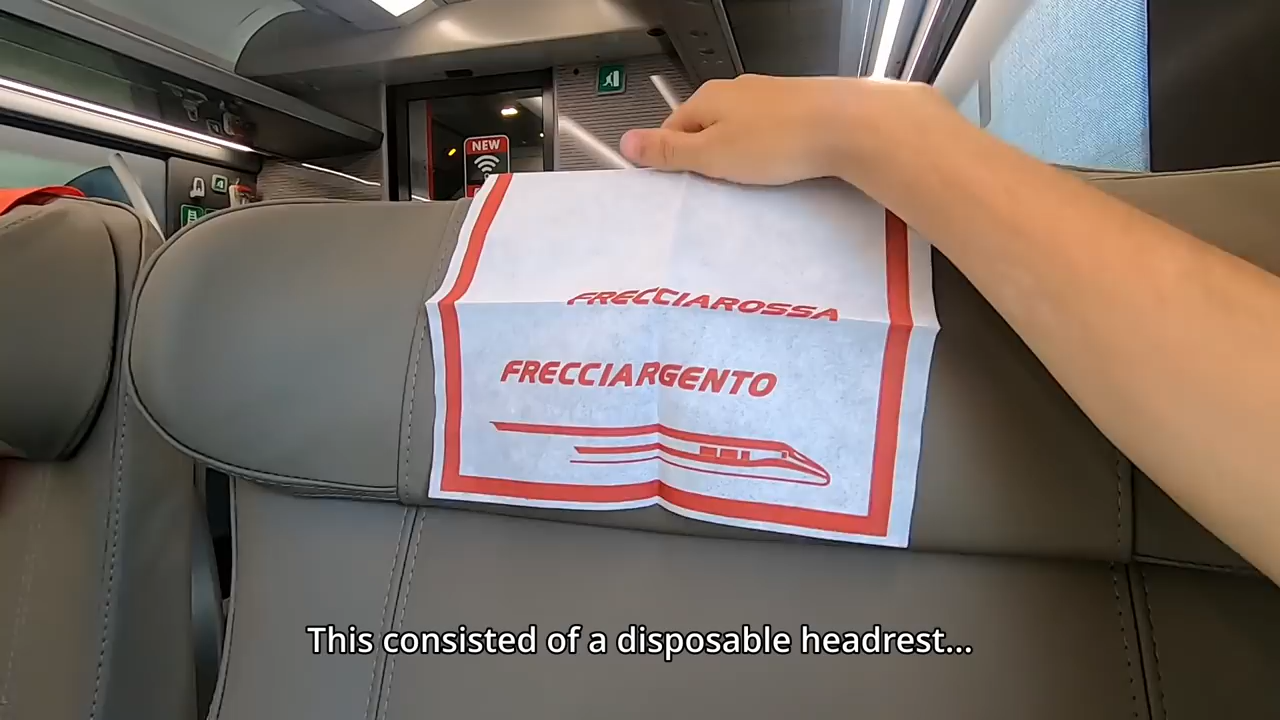 NEW
FRECCIAROSSA
FRECCIARGENTO
This consisted of a disposable headrest...